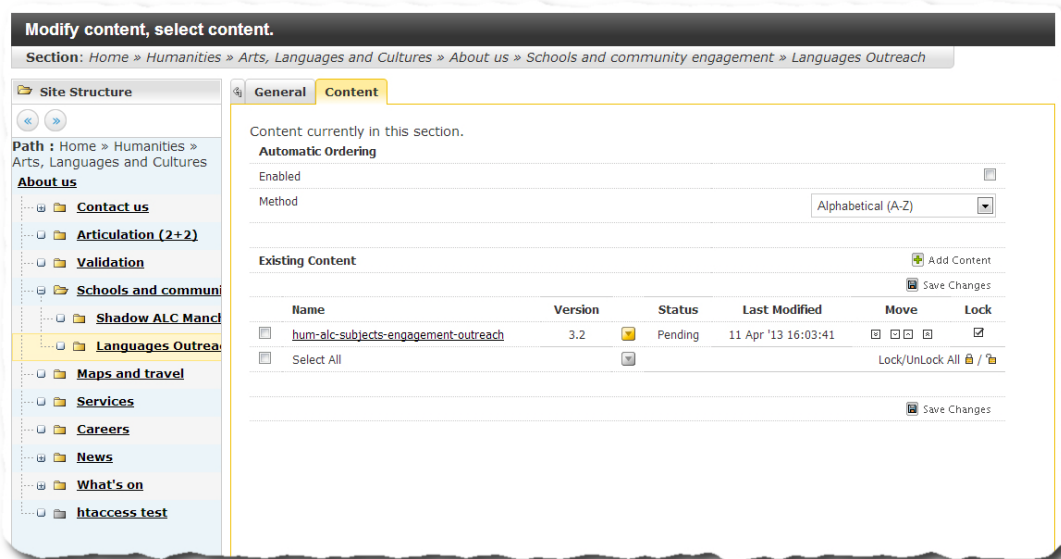 Modify content, select content.
Section: Home » Humanities » Arts, Languages and Cultures » About us » Schools and community engagement » Languages Outreach
Site Structure
General Content
« »
Path : Home » Humanities »
Arts, Languages and Cultures
About us
Contact us
Articulation (2+2)
Validation
Schools and communi
Shadow ALC Manch
Languages Outrea
Maps and travel
Services
Careers
News
What's on
htaccess test
Content currently in this section.
Automatic Ordering
Enabled
Method Alphabetical (A-Z)
Existing Content Add Content
Save Changes
Name Version Status Last Modified Move Lock
hum-alc-subjects-engagement-outreach 3.2 Pending 11 Apr '13 16:03:41
Select All Lock/UnLock All /
Save Changes